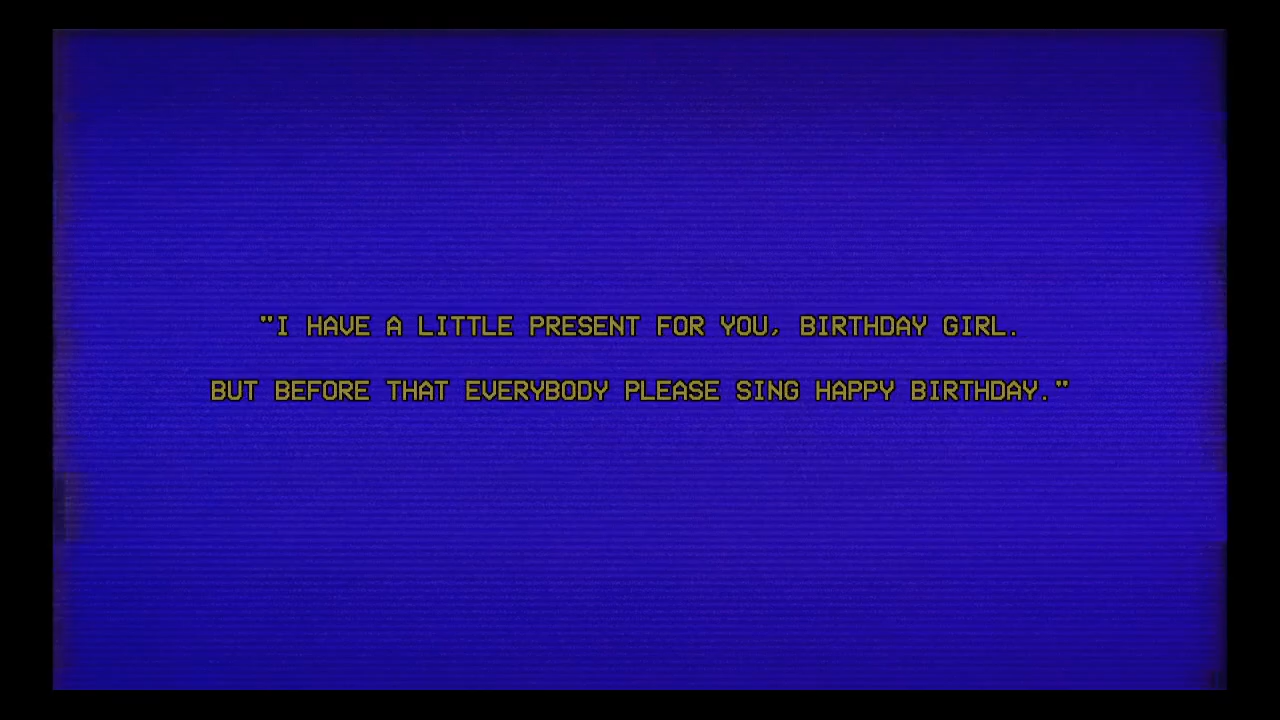 "I HAVE A LITTLE PRESENT FOR YOU, BIRTHDAY GIRL.
BUT BEFORE THAT EVERYBODY PLEASE SING HAPPY BIRTHDAY."